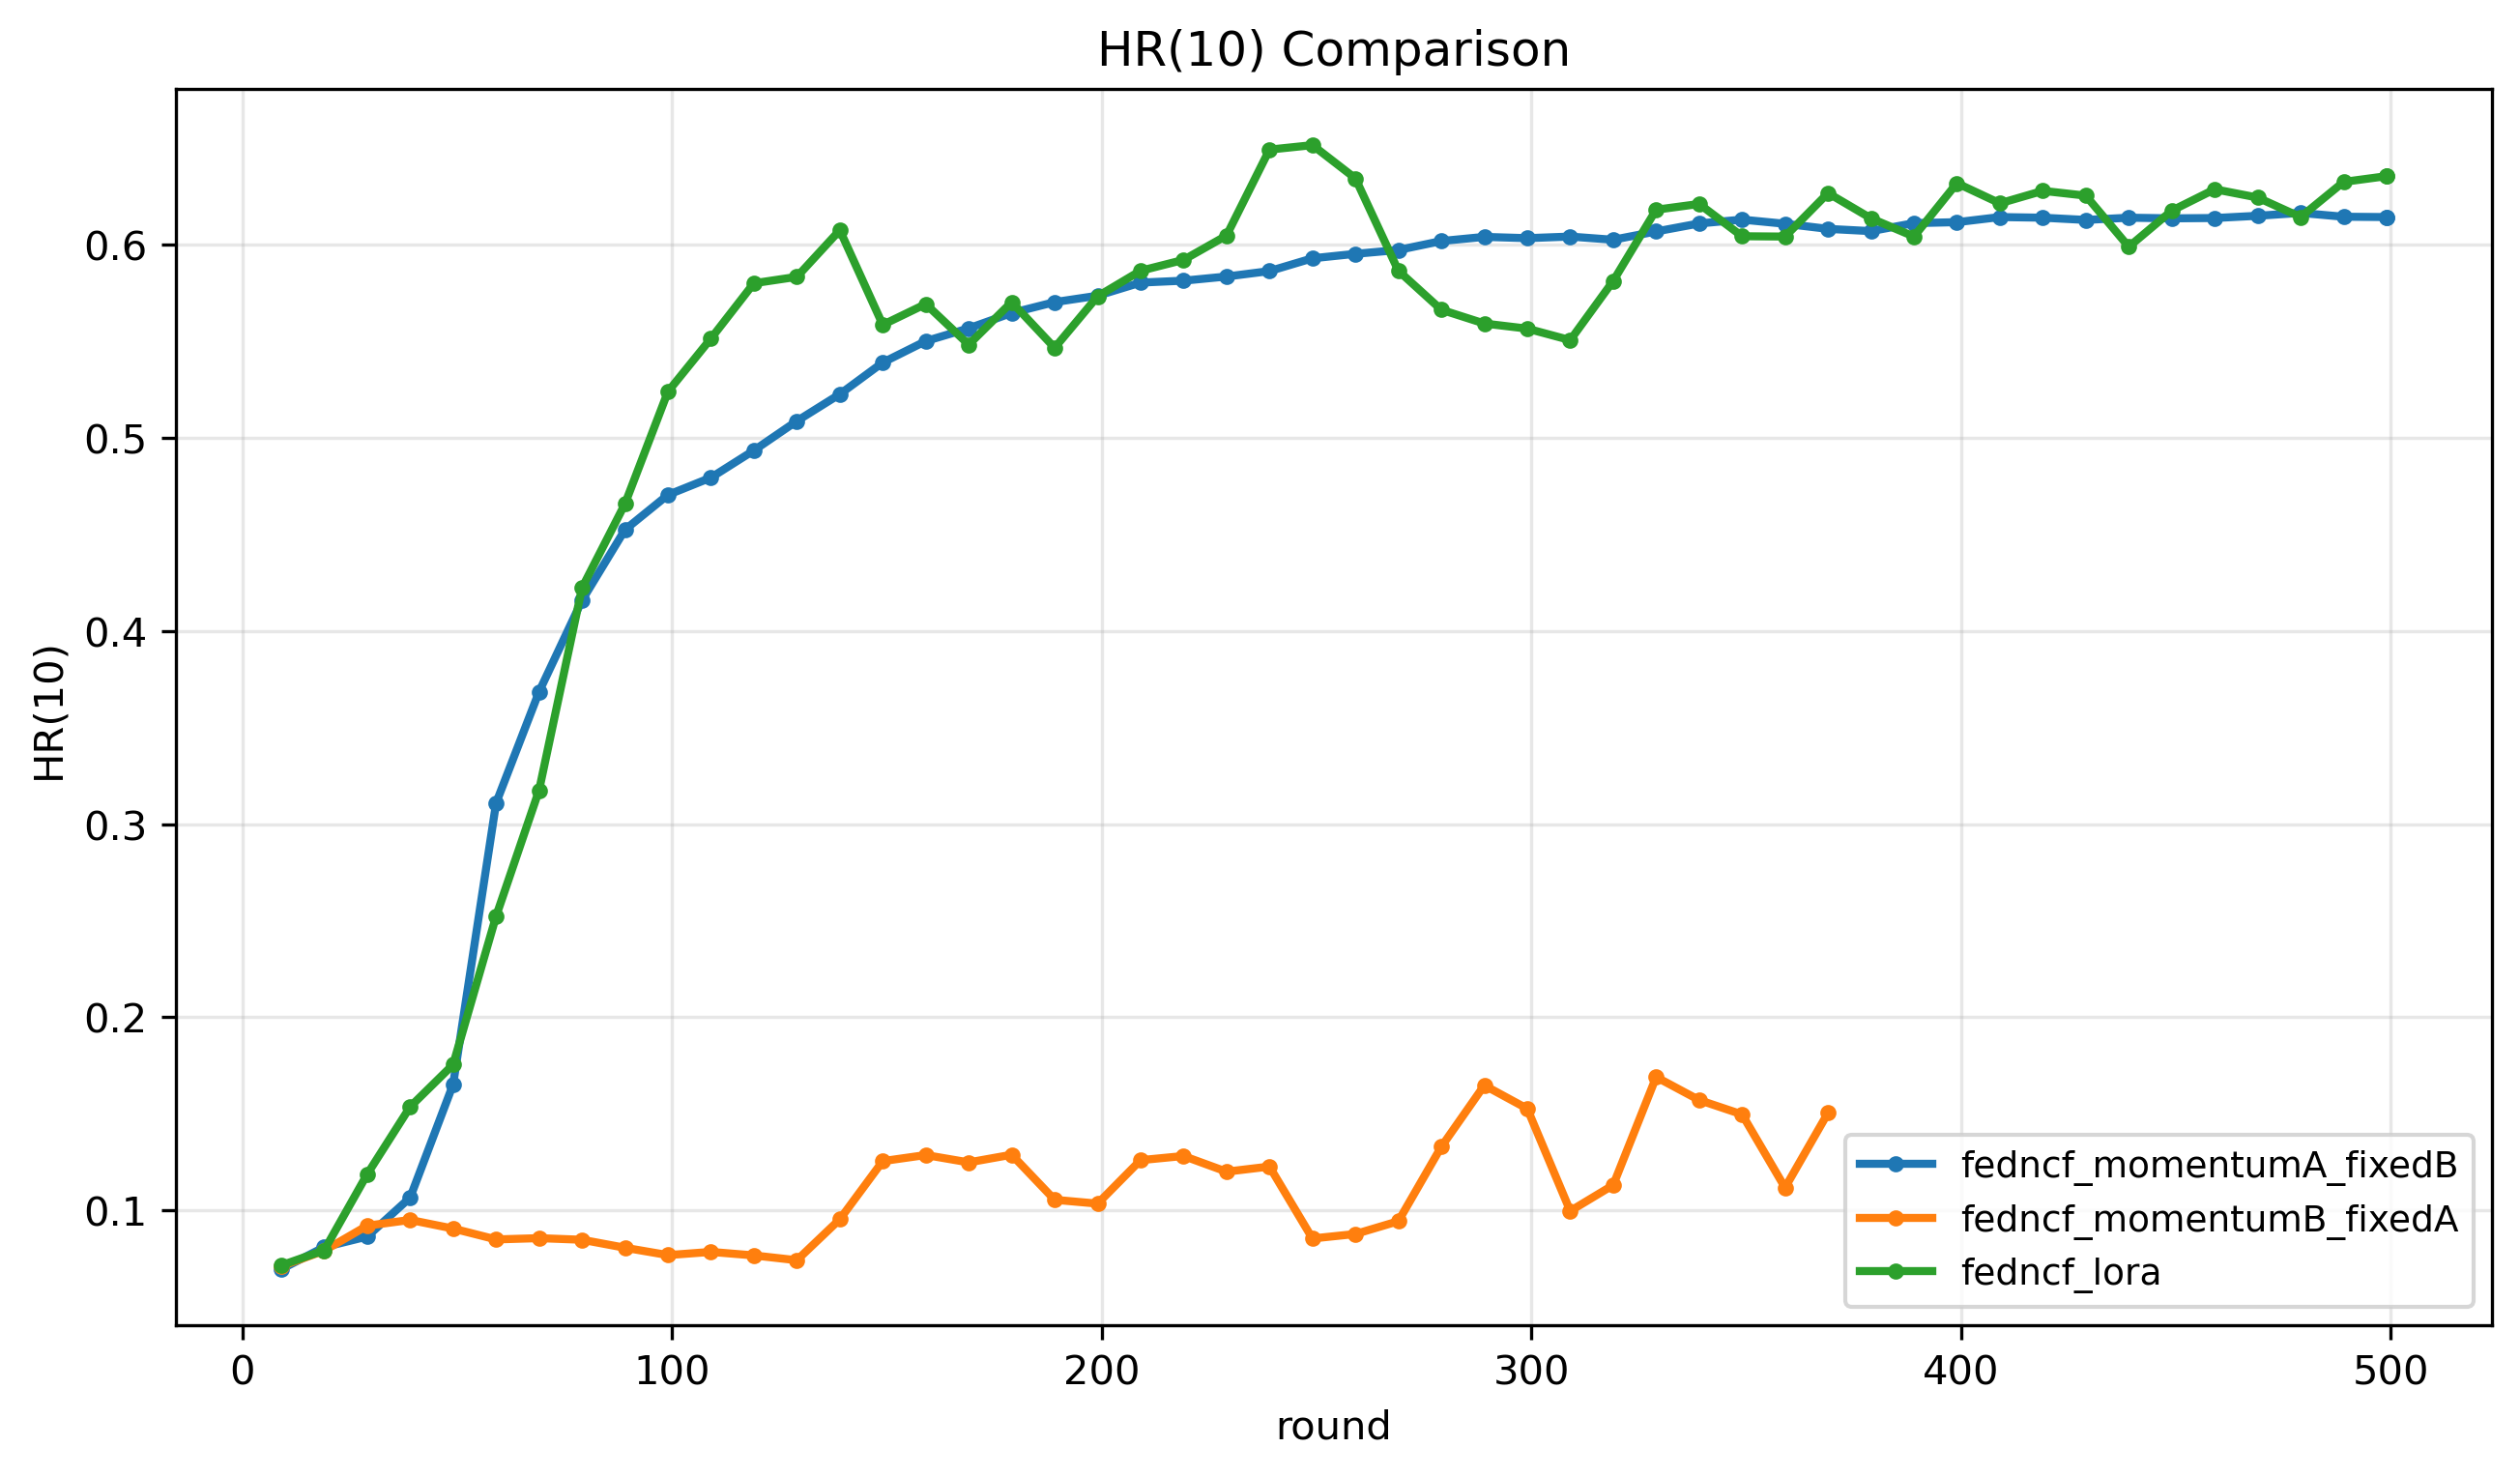 HR(10) Comparison
HR(10)
0.6
0.5
0.4
0.3
0.2
0.1
0 100 200 300 400 500
round
fedncf_momentumA_fixedB
fedncf_momentumB_fixedA
fedncf_lora